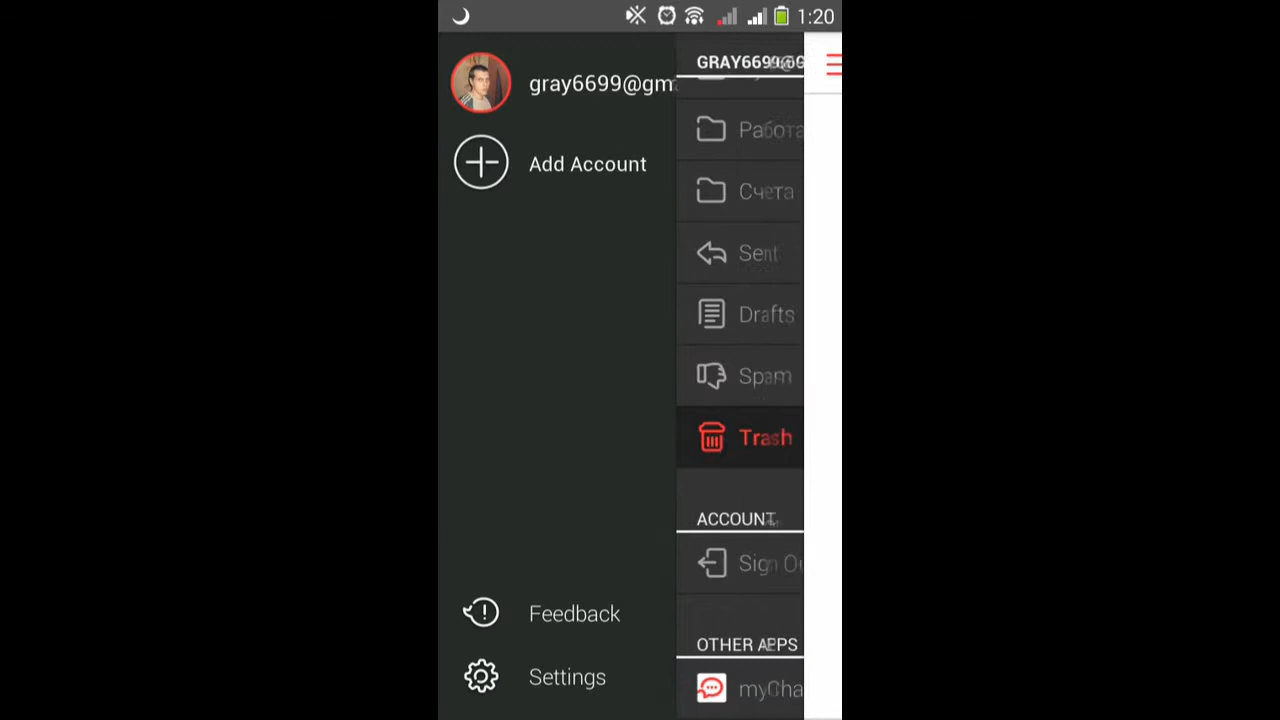 1:20
gray6699@gm
Add Account
Feedback
Settings
GRAY6699@G
Работа
Счета
Sent
Drafts
Spam
Trash
ACCOUNT
Sign Ou
OTHER APPS
myCha